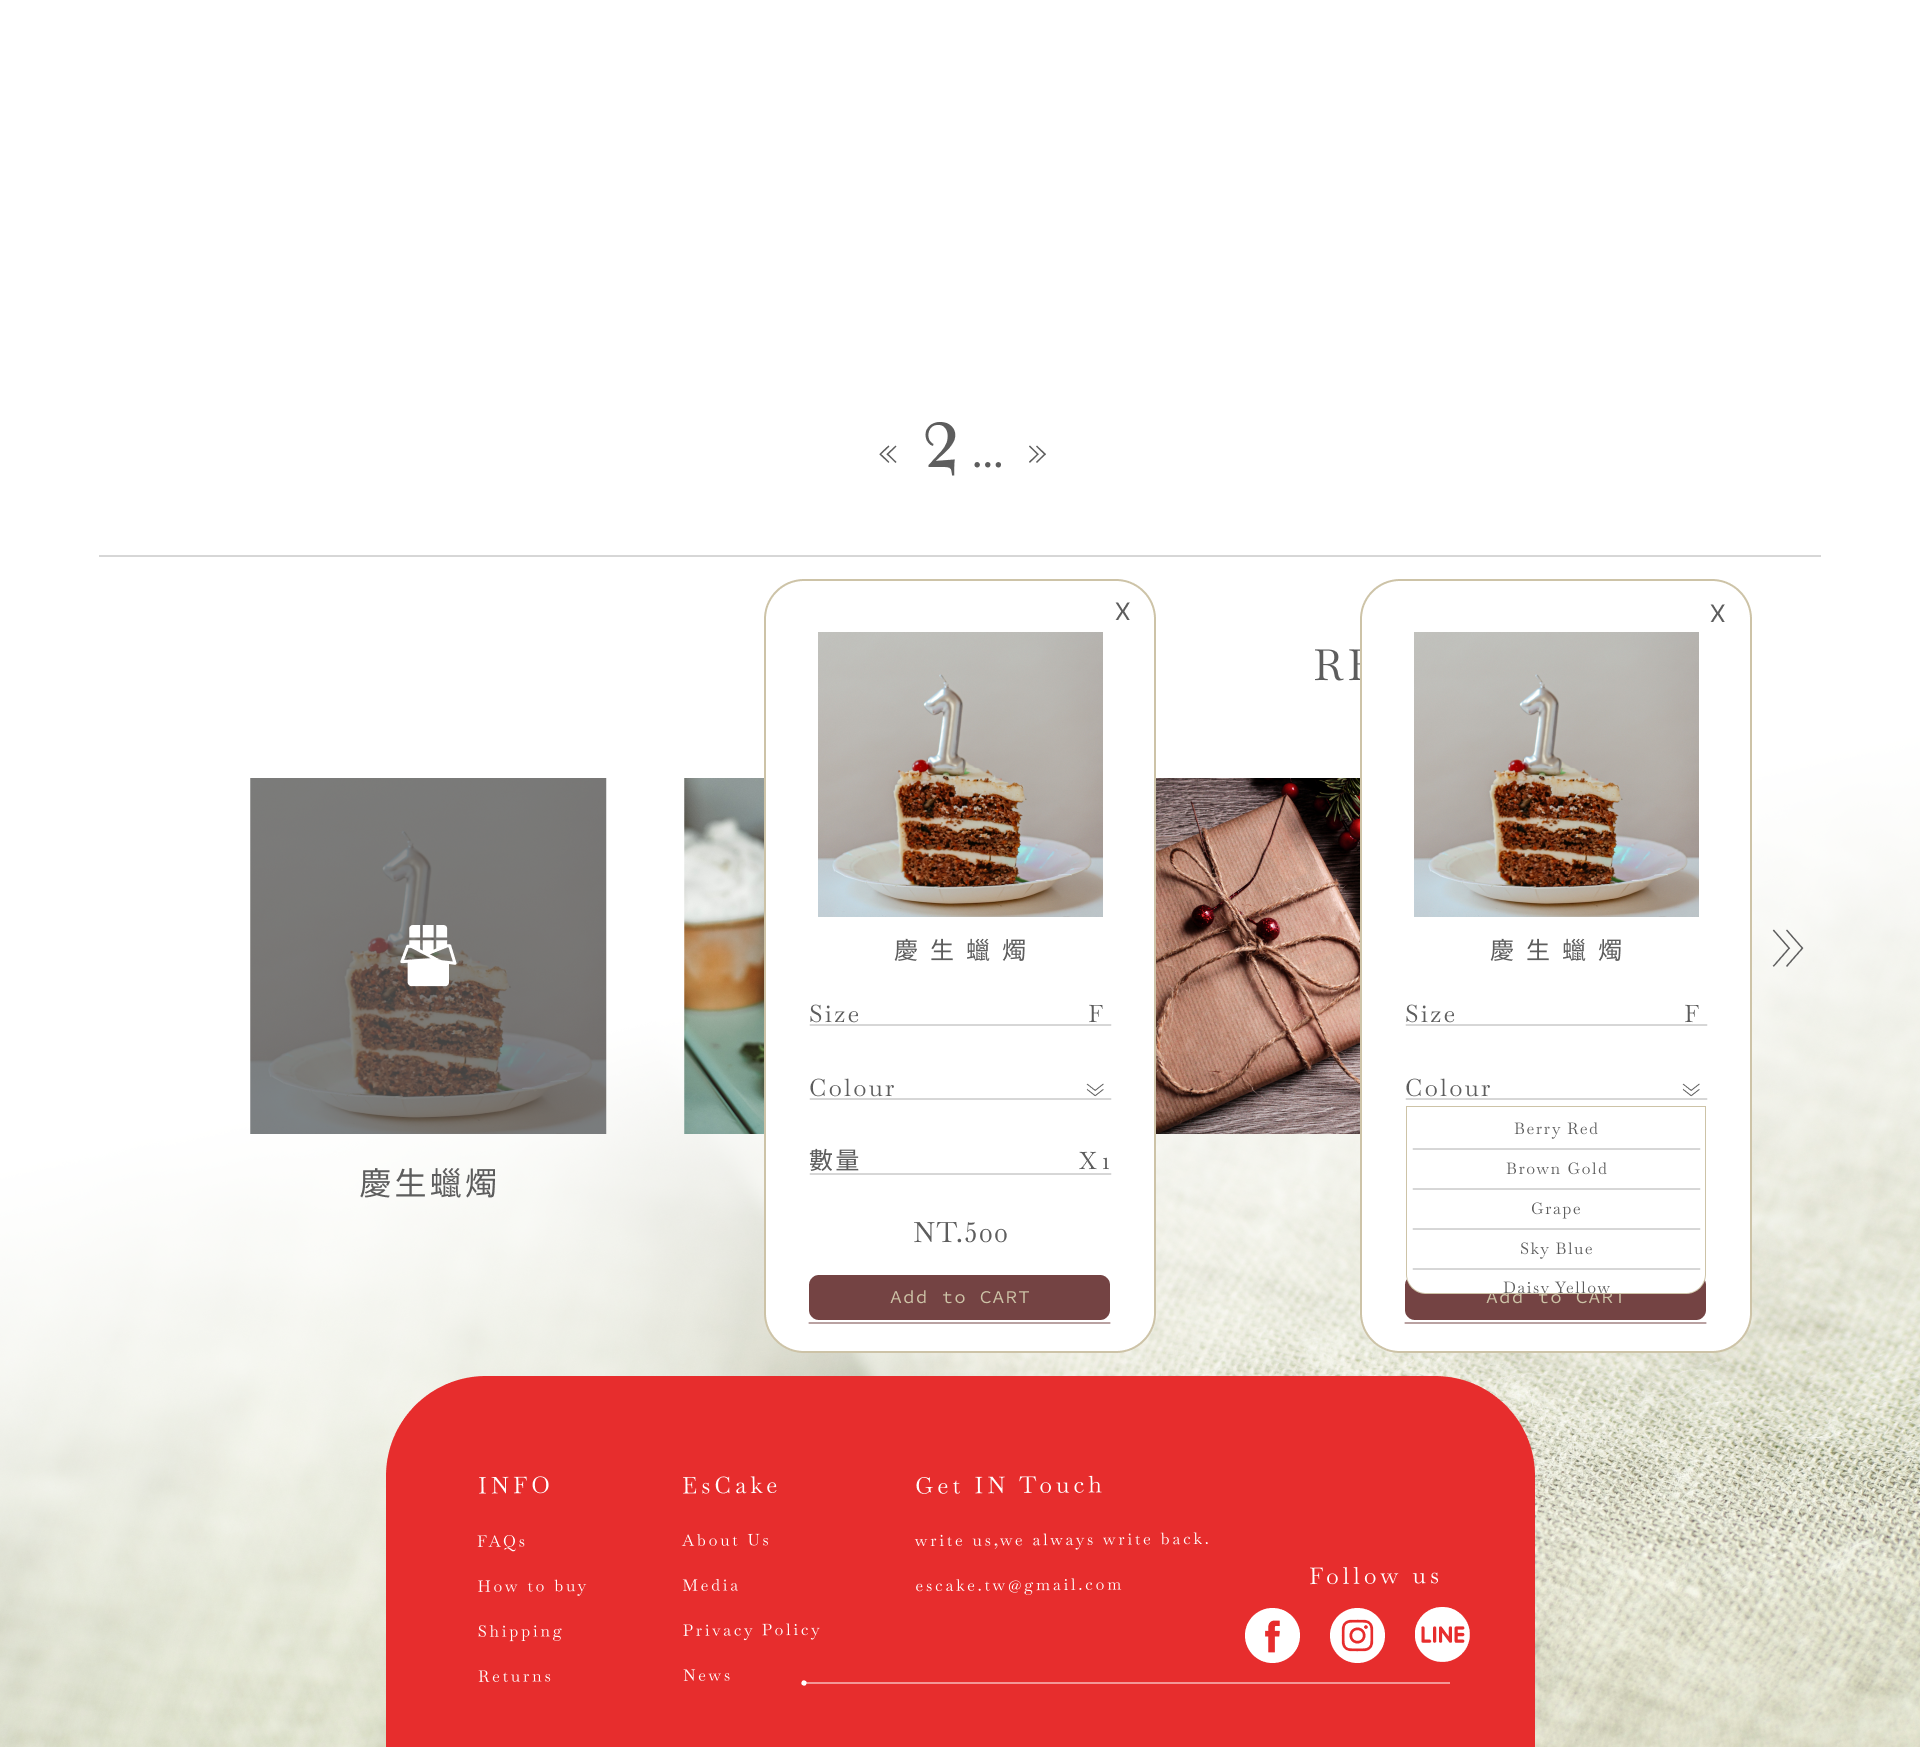 2 ...
RE
慶生蠟燭
X
慶生蠟燭
Size F
Colour
數量 X 1
NT.500
Add to CART
X
慶生蠟燭
Size F
Colour
Berry Red
Brown Gold
Grape
Sky Blue
Daisy Yellow
Add to CART
INFO
FAQs
How to buy
Shipping
Returns
EsCake
About Us
Media
Privacy Policy
News
Get IN Touch
write us,we always write back.
escake.tw@gmail.com
Follow us
LINE